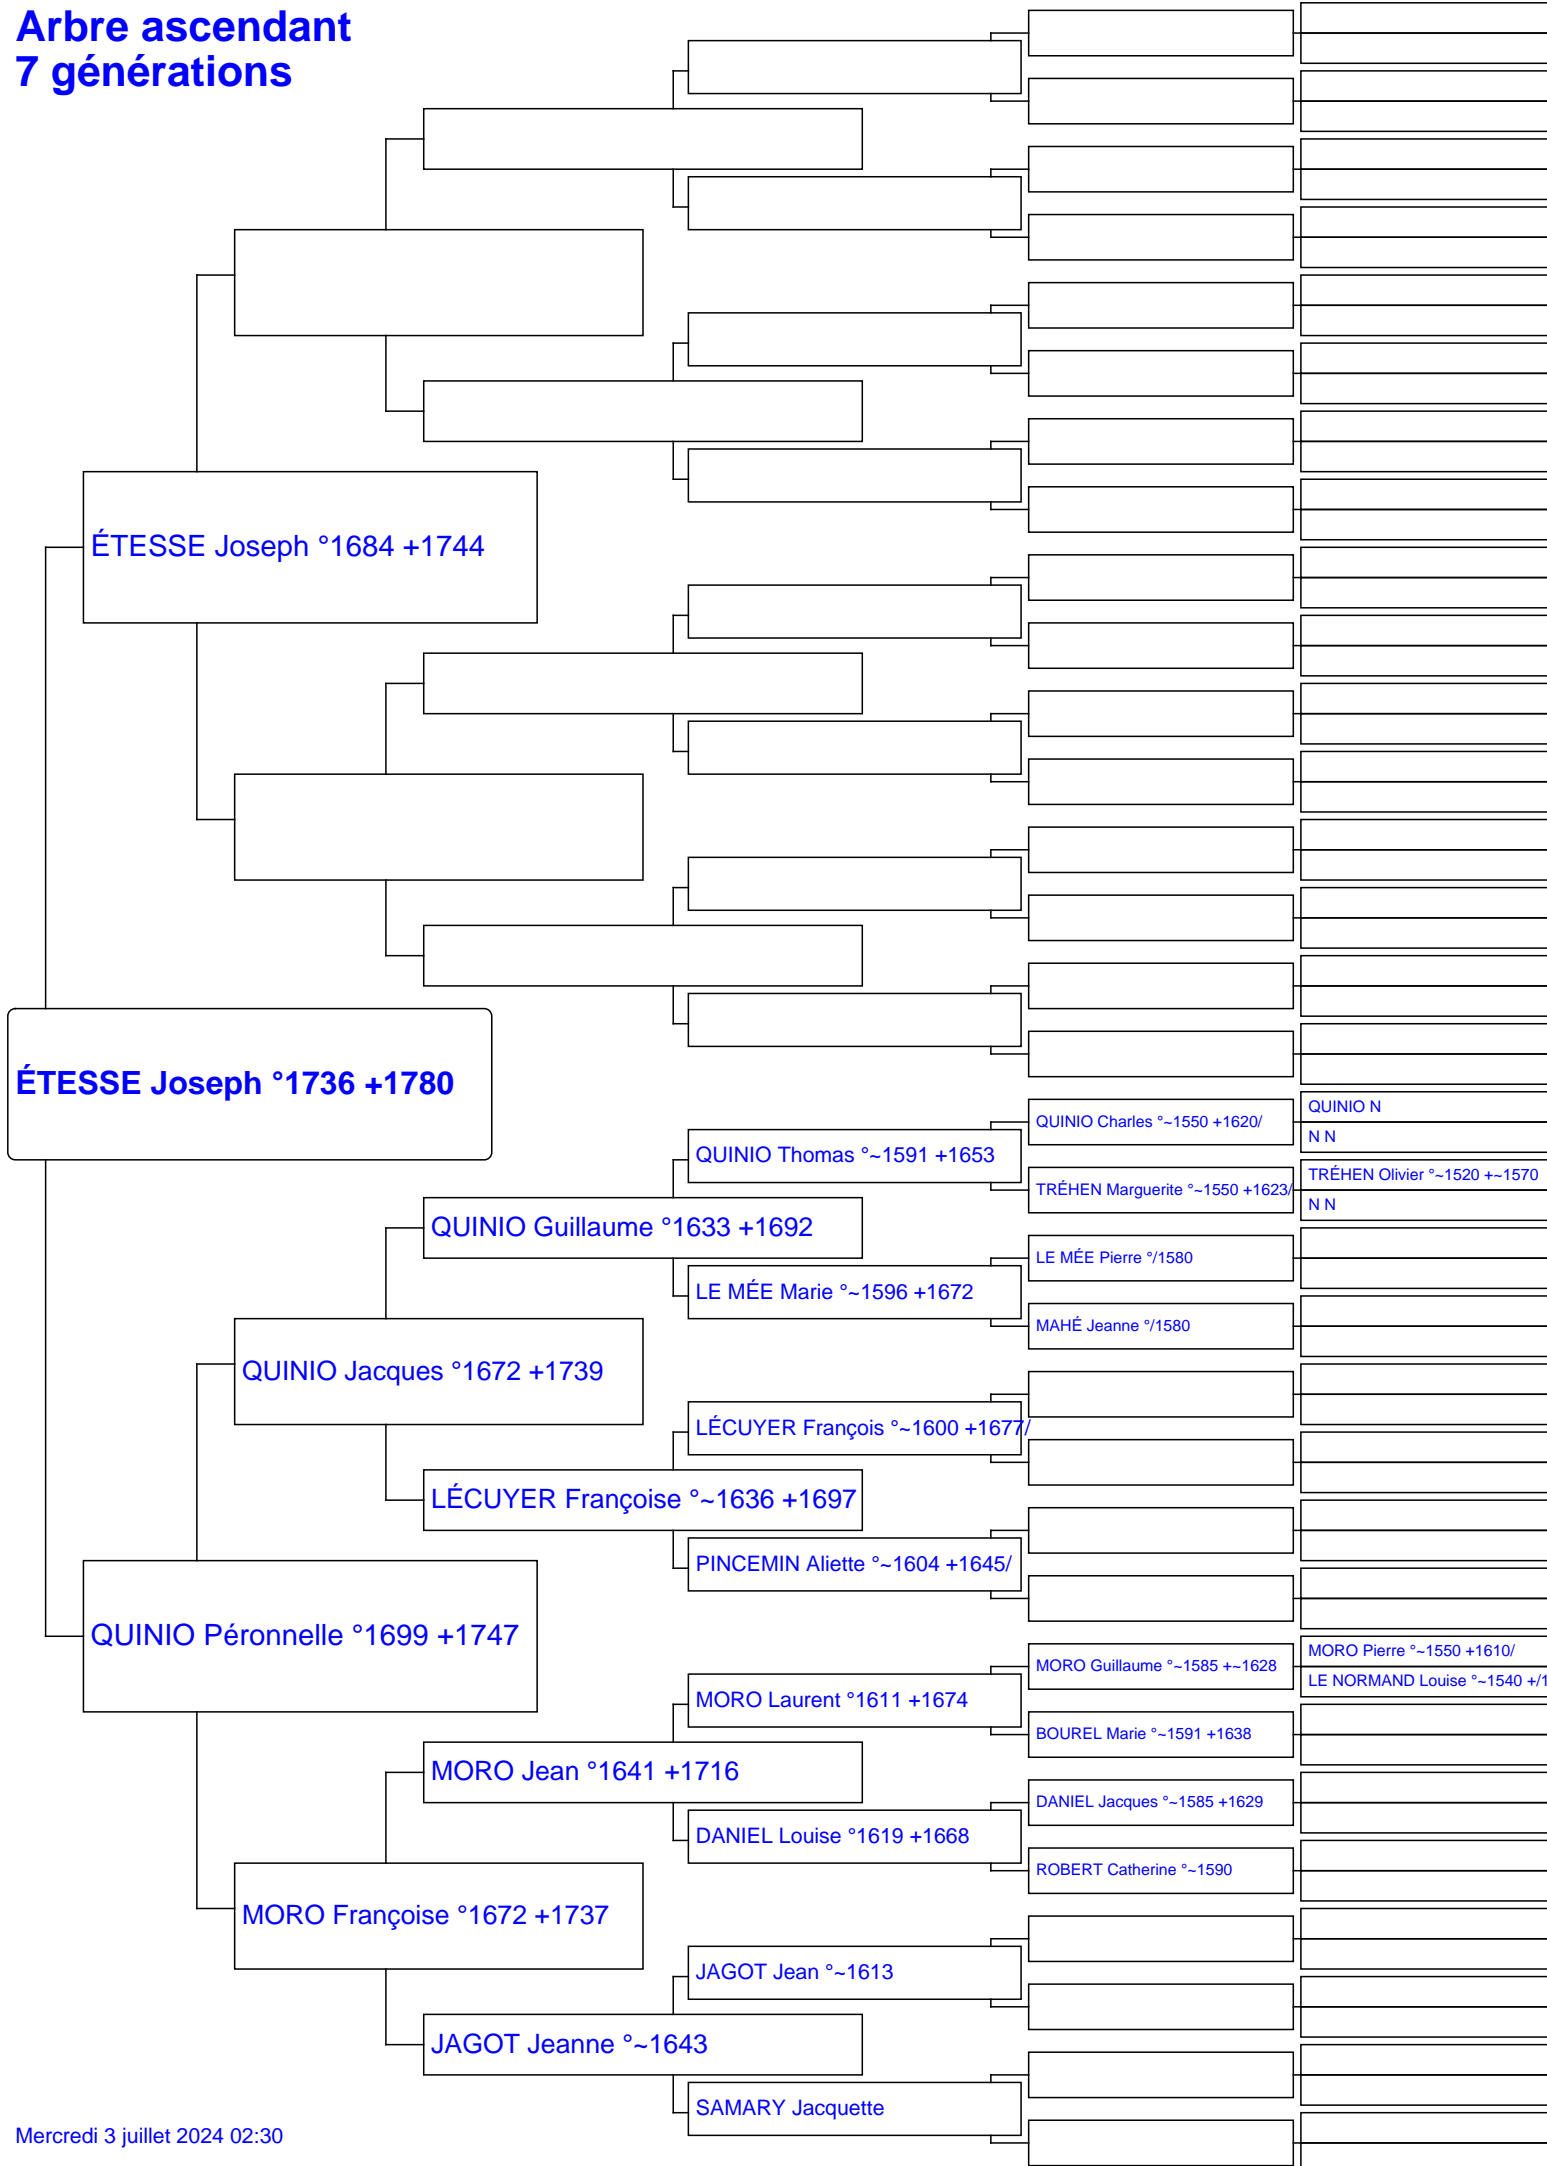 Arbre ascendant
7 générations
ÉTESSE Joseph °1684 +1744
ÉTESSE Joseph °1736 +1780
QUINIO Charles °~1550 +1620/
QUINIO N
N N
QUINIO Thomas °~1591 +1653
TRÉHEN Marguerite °~1550 +1623/
TRÉHEN Olivier °~1520 +~1570
N N
QUINIO Guillaume °1633 +1692
LE MÉE Pierre °/1580
LE MÉE Marie °~1596 +1672
MAHÉ Jeanne °/1580
QUINIO Jacques °1672 +1739
LÉCUYER François °~1600 +1677/
LÉCUYER Françoise °~1636 +1697
PINCEMIN Aliette °~1604 +1645/
QUINIO Péronnelle °1699 +1747
MORO Guillaume °~1585 +~1628
MORO Pierre °~1550 +1610/
LE NORMAND Louise °~1540 +/1
MORO Laurent °1611 +1674
BOUREL Marie °~1591 +1638
MORO Jean °1641 +1716
DANIEL Jacques °~1585 +1629
DANIEL Louise °1619 +1668
ROBERT Catherine °~1590
MORO Françoise °1672 +1737
JAGOT Jean °~1613
JAGOT Jeanne °~1643
SAMARY Jacquette
Mercredi 3 juillet 2024 02:30